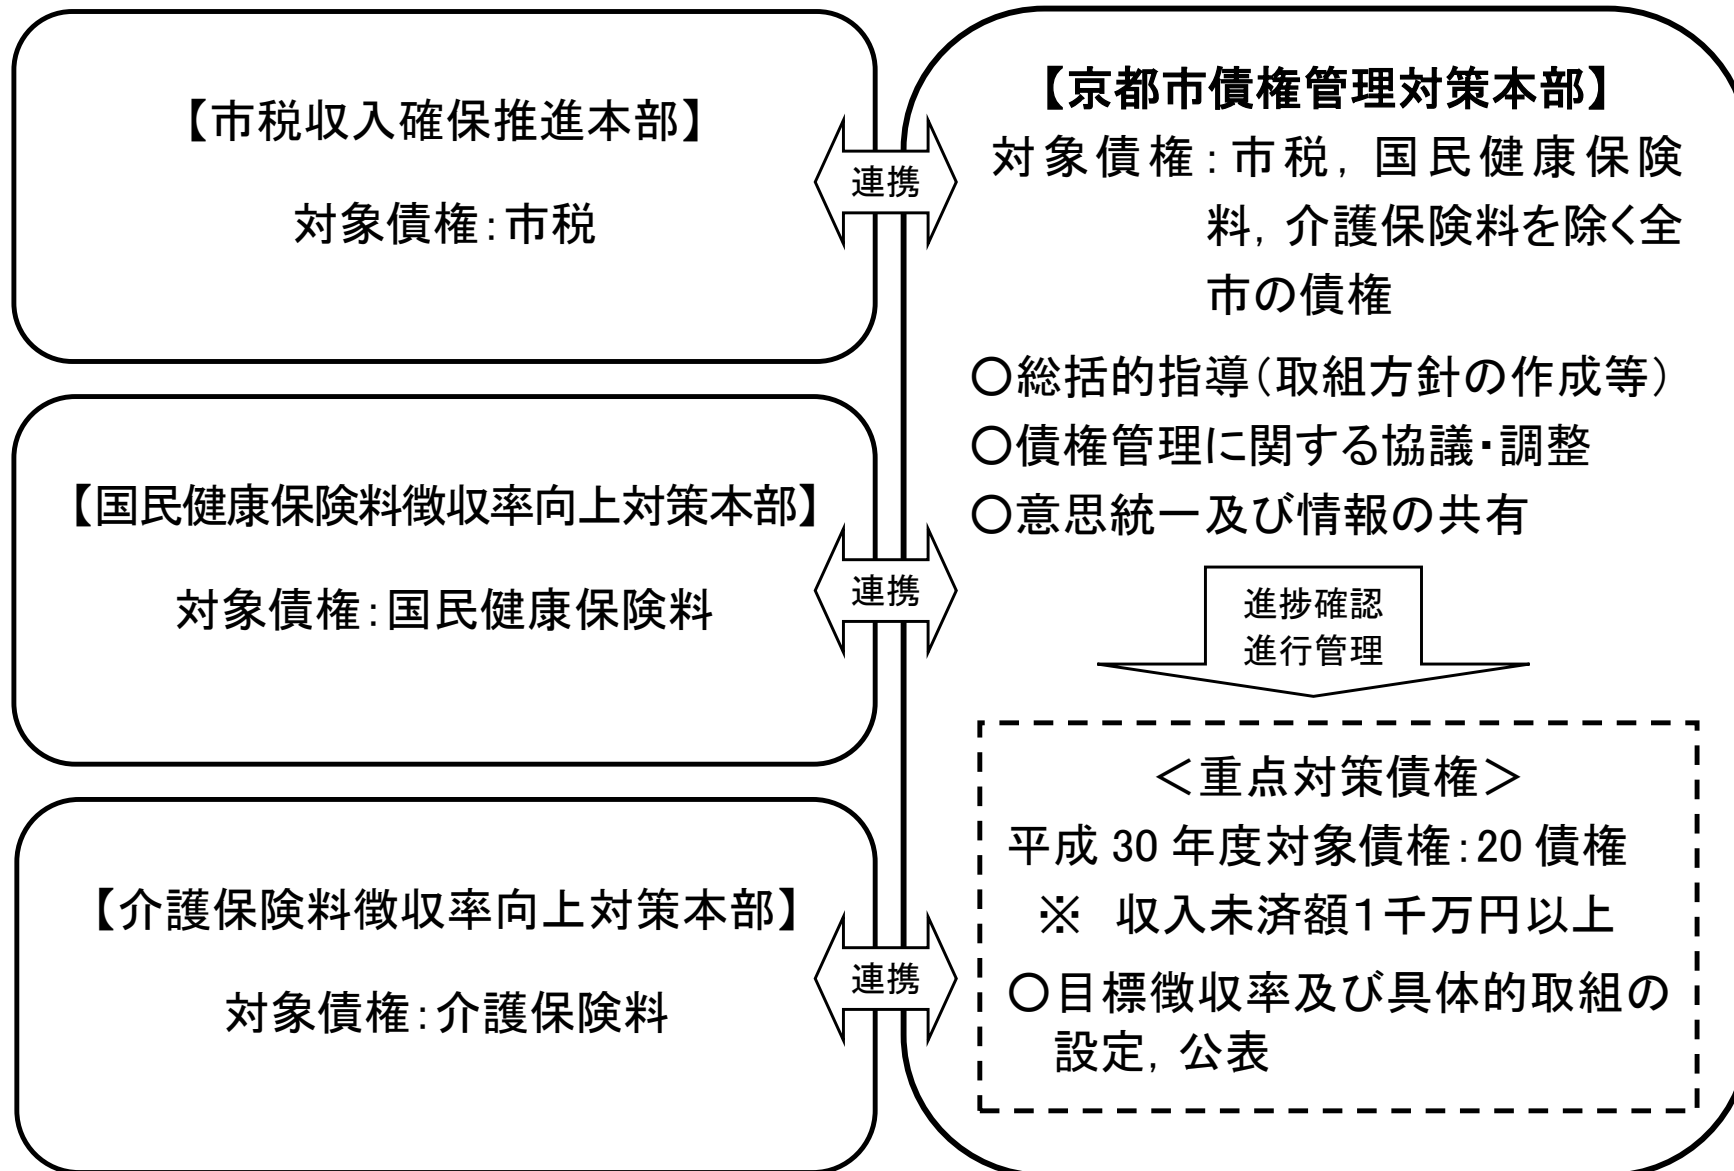 【市税収入確保推進本部】
対象債権：市税
【国民健康保険料徴収率向上対策本部】
対象債権：国民健康保険料
【介護保険料徴収率向上対策本部】
対象債権：介護保険料
連携
連携
連携
【京都市債権管理対策本部】
対象債権：市税，国民健康保険
料，介護保険料を除く全
市の債権
○総括的指導（取組方針の作成等）
○債権管理に関する協議・調整
○意思統一及び情報の共有
進捗確認
進行管理
＜重点対策債権＞
平成 30 年度対象債権：20 債権
※　収入未済額１千万円以上
○目標徴収率及び具体的取組の
設定，公表